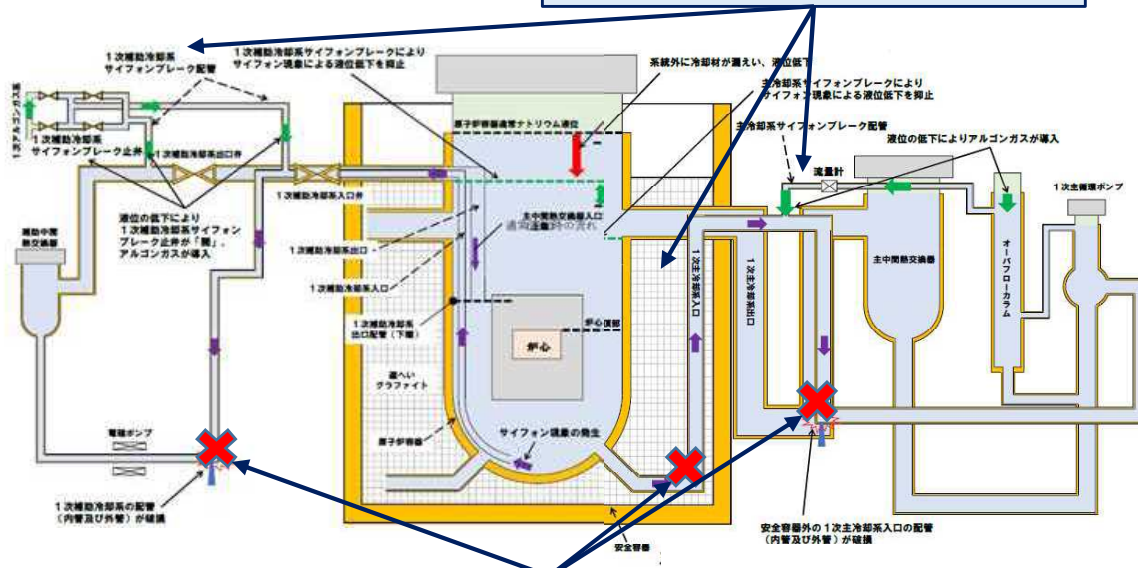 1次補助冷却系
サイフォンブレーク配管
1次補助冷却系サイフォンブレークにより
サイフォン現象による液位低下を抑止
系統外に冷却材が漏えい、液位低下
主冷却系サイフォンブレークにより
サイフォン現象による液位低下を抑止
1次アルゴンガス系
1次補助冷却系
サイフォンブレーク止弁
1次補助冷却系出口弁
原子炉容器通常ナトリウム液位
主冷却系サイフォンブレーク配管
液位の低下によりアルゴンガスが導入
流量計
1次主循環ポンプ
1次補助冷却系入口弁
液位の低下により
1次補助冷却系サイフォン
ブレーク止弁が「開」、
アルゴンガスが導入
補助中間
熱交換器
1次補助冷却系出口
主中間熱交換器入口
1次補助冷却系入口
1次補助冷却系
出口配管(下端)
炉心頂部
炉心
遮へい
グラファイト
原子炉容器
サイフォン現象の発生
1次主冷却系入口
1次主冷却系出口
主中間熱交換器
オーバフローカラム
電磁ポンプ
1次補助冷却系の配管
(内管及び外管)が破損
安全容器
安全容器外の1次主冷却系入口の配管
(内管及び外管)が破損